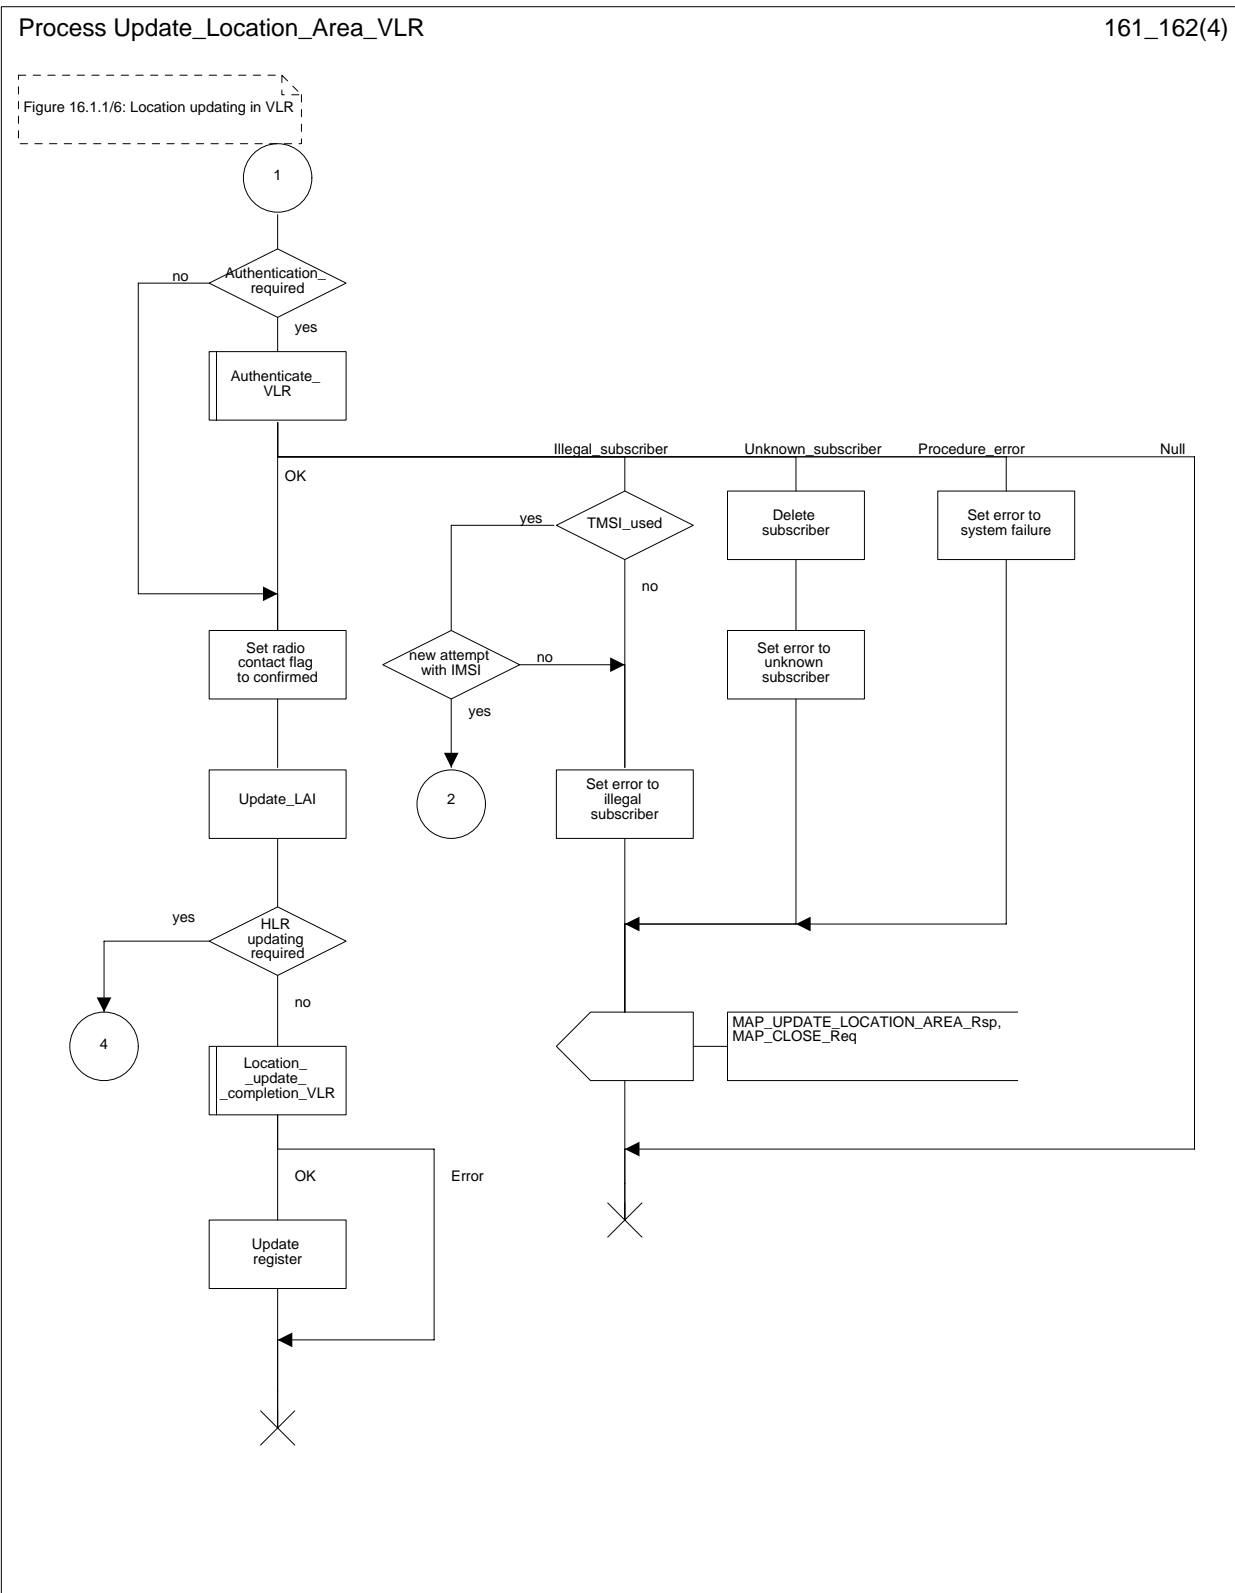 Process Update_Location_Area_VLR
161_162(4)
Figure 16.1.1/6: Location updating in VLR
1
no
Authentication_
required
yes
Authenticate_
VLR
Illegal_subscriber
Unknown_subscriber
Procedure_error
Null
OK
yes
TMSI_used
Delete
subscriber
Set error to
system failure
no
Set radio
contact flag
to confirmed
new attempt
with IMSI
no
Set error to
unknown
subscriber
yes
Update_LAI
2
Set error to
illegal
subscriber
yes
HLR
updating
required
no
4
MAP_UPDATE_LOCATION_AREA_Rsp,
MAP_CLOSE_Req
Location_
_update_
_completion_VLR
OK
Error
Update
register